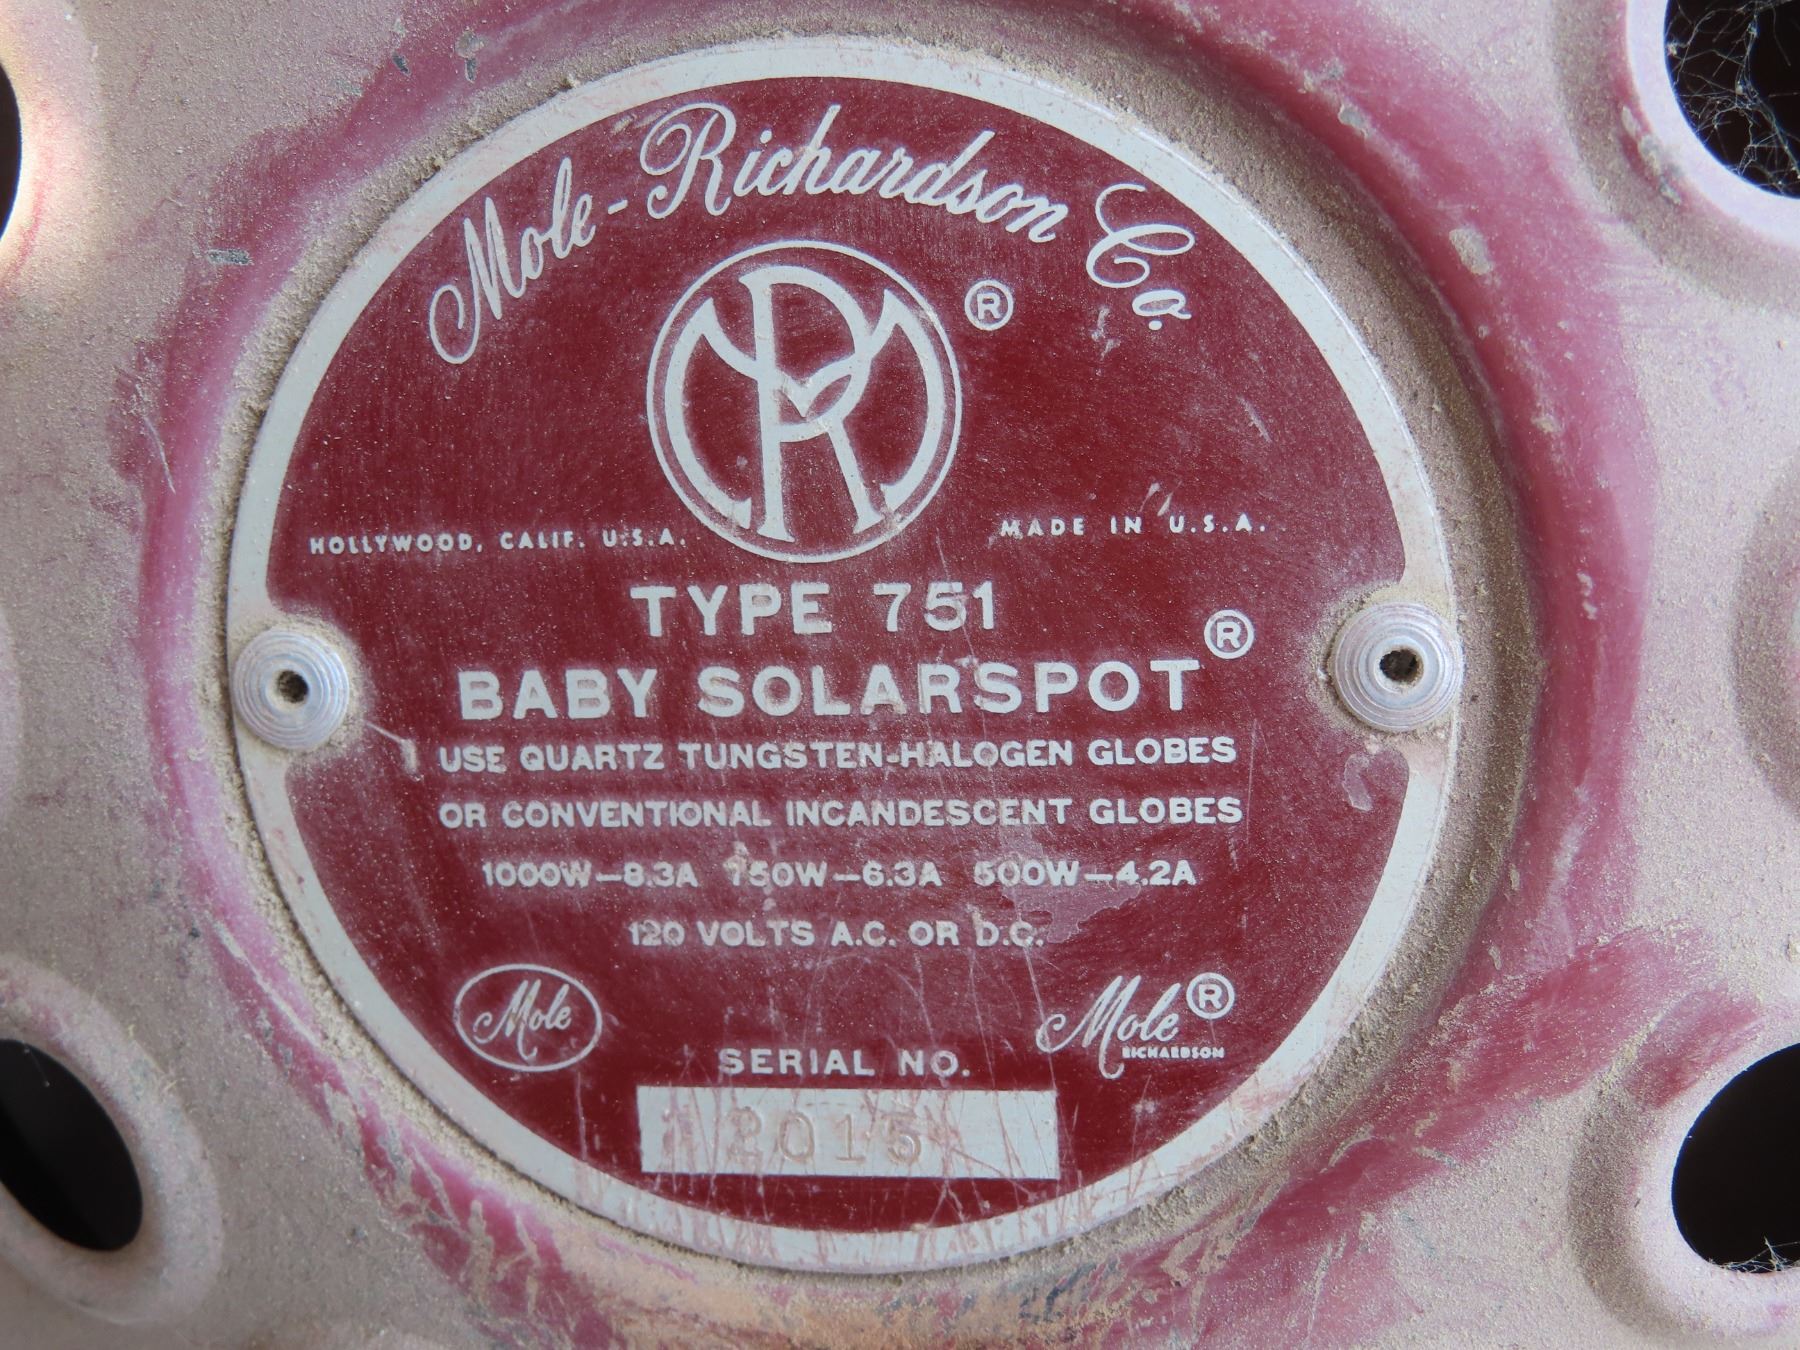 Mole-Richardson Co.
MR ®
HOLLYWOOD, CALIF. U.S.A. MADE IN U.S.A.
TYPE 751
BABY SOLARSPOT ®
USE QUARTZ TUNGSTEN-HALOGEN GLOBES
OR CONVENTIONAL INCANDESCENT GLOBES
1000W—8.3A 750W—6.3A 500W—4.2A
120 VOLTS A.C. OR D.C.
Mole Mole ®
RICHARDSON
SERIAL NO.